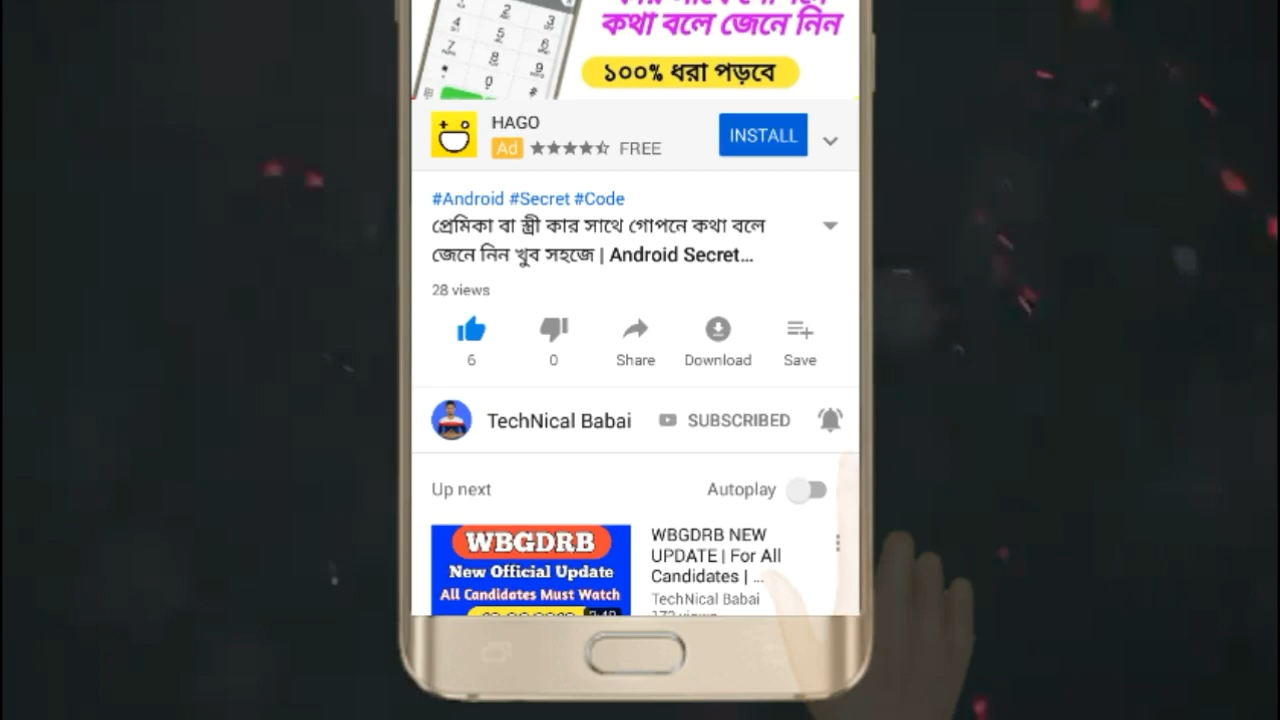 কথা বলে জেনে নিন
১০০% ধরা পড়বে
HAGO
INSTALL
Ad FREE
#Android #Secret #Code
প্রেমিকা বা স্ত্রী কার সাথে গোপনে কথা বলে
জেনে নিন খুব সহজে | Android Secret...
28 views
6 0 Share Download Save
TechNical Babai SUBSCRIBED
Up next Autoplay
WBGDRB
New Official Update
All Candidates Must Watch
WBGDRB NEW
UPDATE | For All
Candidates | ...
TechNical Babai